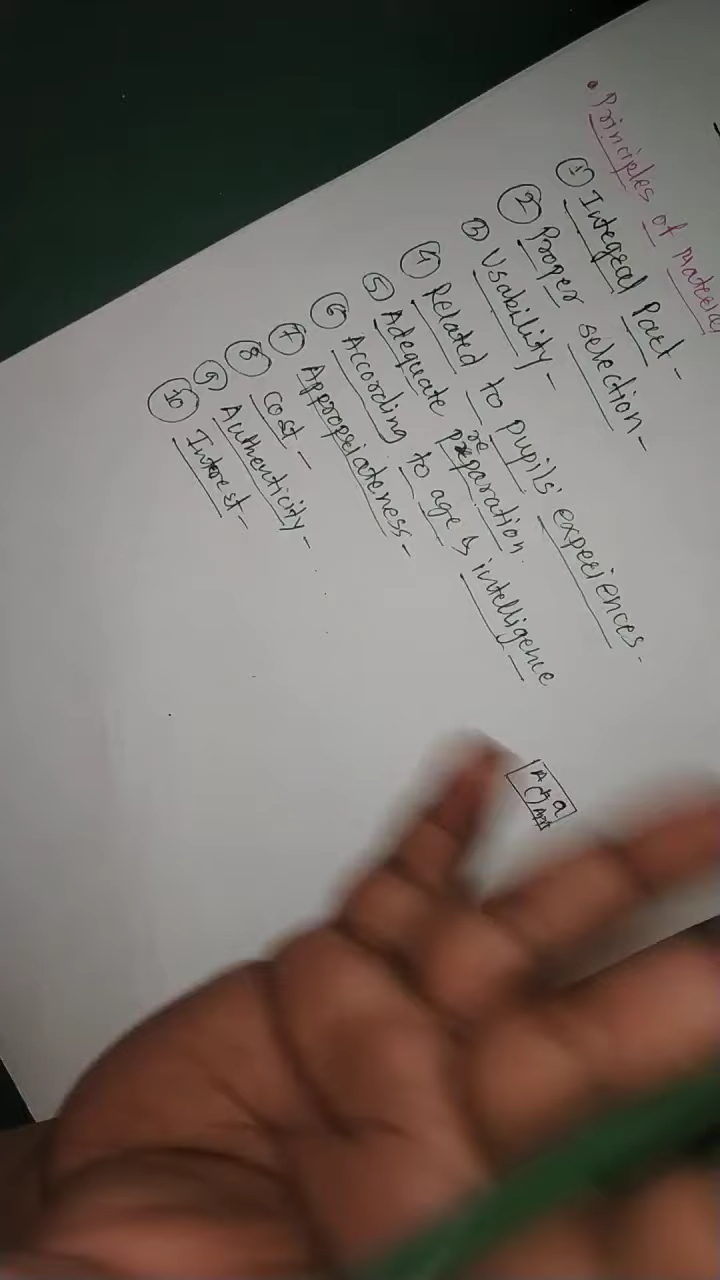 • Principles of Material
① Integral Part-
② Proper selection-
③ Usability-
④ Related to pupils' experiences-
⑤ Adequate preparation.
⑥ According to age & intelligence
⑦ Appropriateness-
⑧ Cost-
⑨ Authenticity-
⑩ Interest-